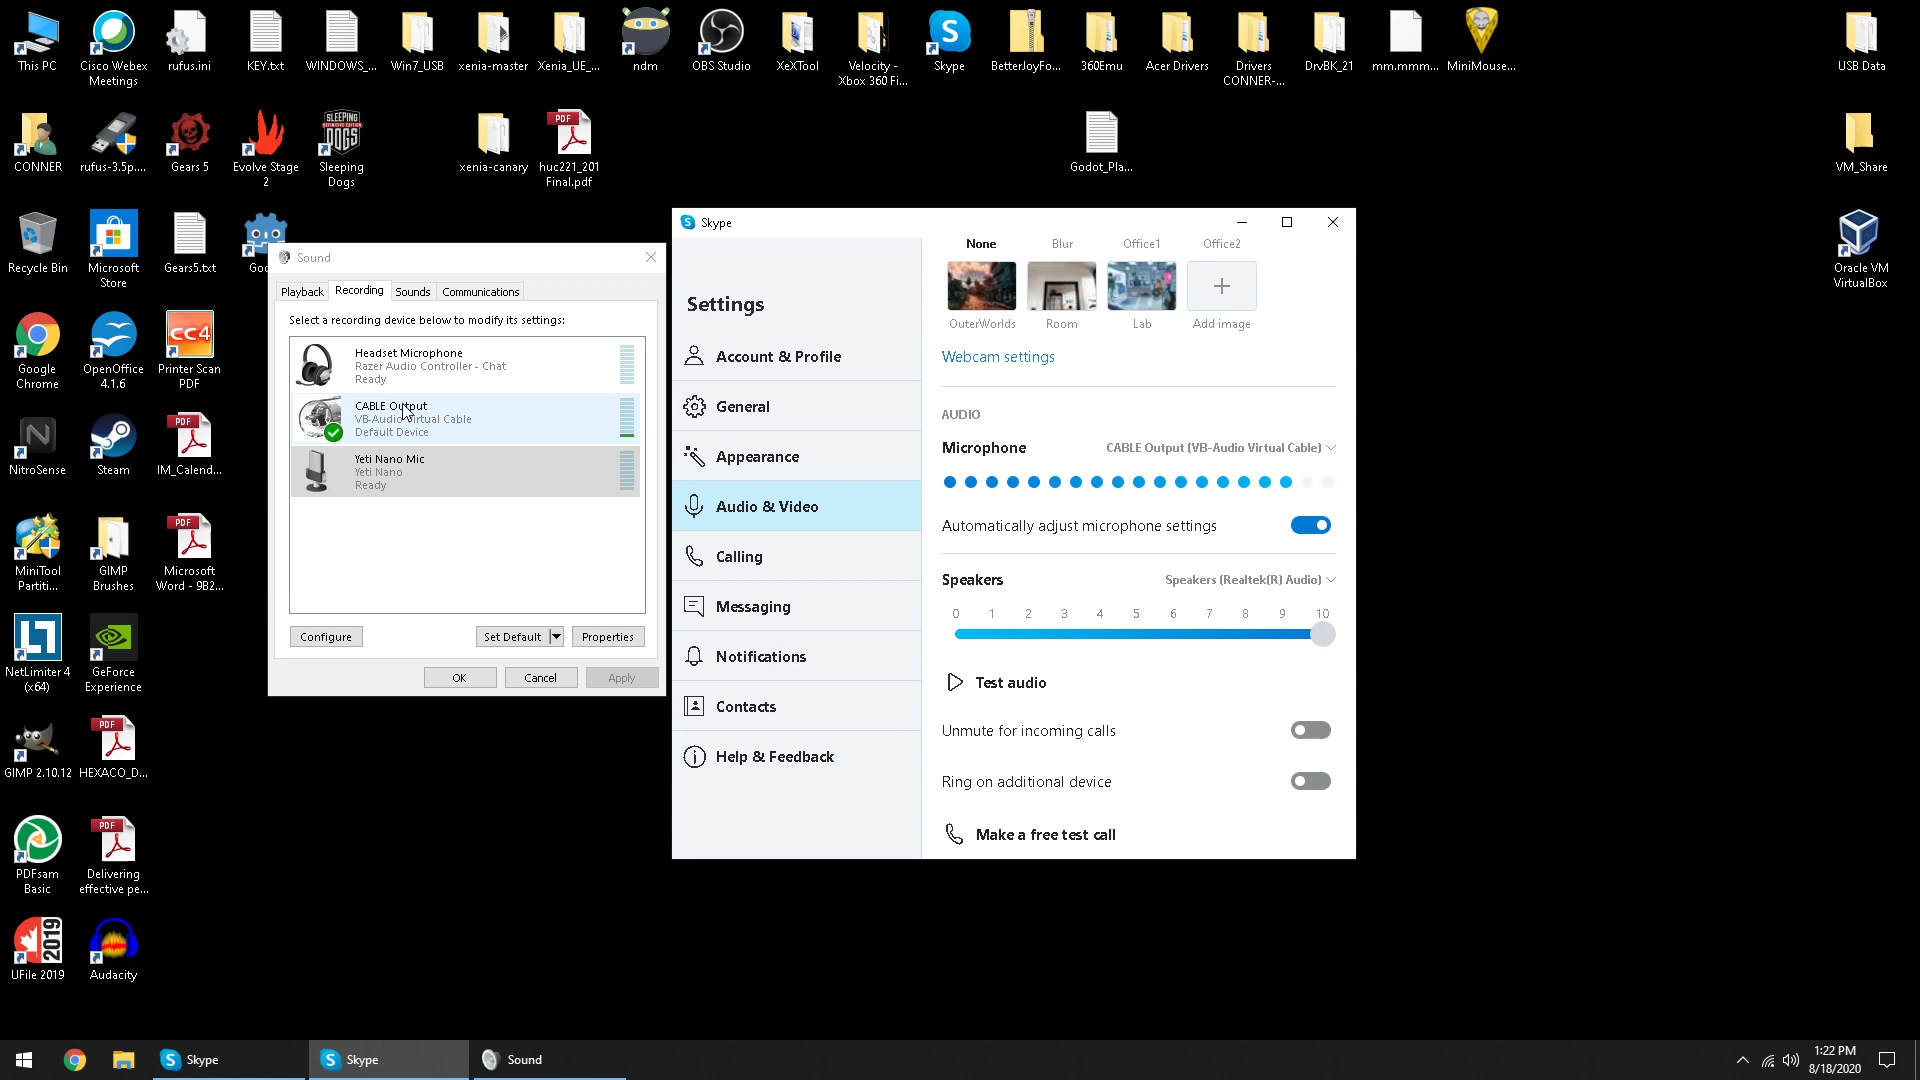 This PC
Cisco Webex
Meetings
rufus.ini
KEY.txt
WINDOWS_...
Win7_USB
xenia-master
Xenia_UE_...
ndm
OBS Studio
XeXTool
Velocity -
Xbox 360 Fi...
Skype
BetterJoyFo...
360Emu
Acer Drivers
Drivers
CONNER-...
DrvBK_21
mm.mmm...
MiniMouse...
USB Data
CONNER
rufus-3.5p....
Gears 5
Evolve Stage
2
SLEEPING
DOGS
Sleeping
Dogs
xenia-canary
PDF
huc221_201
Final.pdf
Godot_Pla...
VM_Share
Recycle Bin
Microsoft
Store
Gears5.txt
Goo
Oracle VM
VirtualBox
Google
Chrome
OpenOffice
4.1.6
CC4
Printer Scan
PDF
NitroSense
Steam
PDF
IM_Calend...
MiniTool
Partiti...
GIMP
Brushes
PDF
Microsoft
Word - 9B2...
NetLimiter 4
(x64)
GeForce
Experience
GIMP 2.10.12
PDF
HEXACO_D...
PDFsam
Basic
PDF
Delivering
effective pe...
2019
UFile 2019
Audacity
Sound
Playback
Recording
Sounds
Communications
Select a recording device below to modify its settings:
Headset Microphone
Razer Audio Controller - Chat
Ready
CABLE Output
VB-Audio Virtual Cable
Default Device
Yeti Nano Mic
Yeti Nano
Ready
Configure
Set Default
Properties
OK
Cancel
Apply
Skype
Settings
Account & Profile
General
Appearance
Audio & Video
Calling
Messaging
Notifications
Contacts
Help & Feedback
None
Blur
Office1
Office2
OuterWorlds
Room
Lab
Add image
Webcam settings
AUDIO
Microphone
CABLE Output (VB-Audio Virtual Cable)
Automatically adjust microphone settings
Speakers
Speakers (Realtek(R) Audio)
0 1 2 3 4 5 6 7 8 9 10
Test audio
Unmute for incoming calls
Ring on additional device
Make a free test call
Skype
Skype
Sound
1:22 PM
8/18/2020